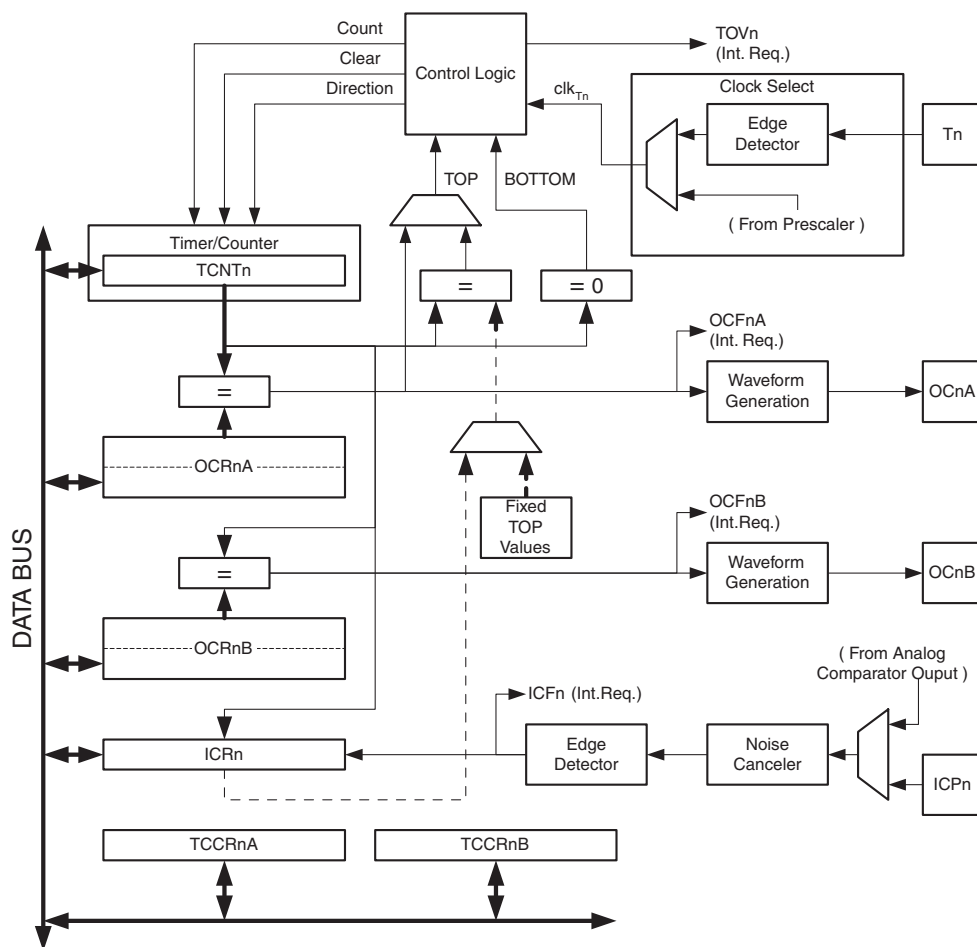 Count
Clear
Direction
Control Logic
TOVn
(Int. Req.)
clkTn
Clock Select
Edge
Detector
Tn
( From Prescaler )
TOP
BOTTOM
Timer/Counter
TCNTn
=
= 0
OCFnA
(Int. Req.)
=
Waveform
Generation
OCnA
OCRnA
Fixed
TOP
Values
OCFnB
(Int.Req.)
=
Waveform
Generation
OCnB
OCRnB
DATA BUS
( From Analog
Comparator Ouput )
ICFn (Int.Req.)
ICRn
Edge
Detector
Noise
Canceler
ICPn
TCCRnA
TCCRnB